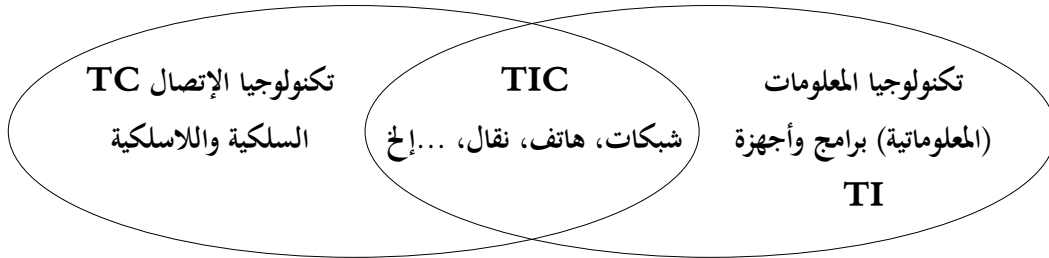 تكنولوجيا المعلومات
(المعلوماتية) برامج وأجهزة
TI
TIC
شبكات، هاتف، نقال، ...إلخ
تكنولوجيا الإتصال TC
السلكية واللاسلكية